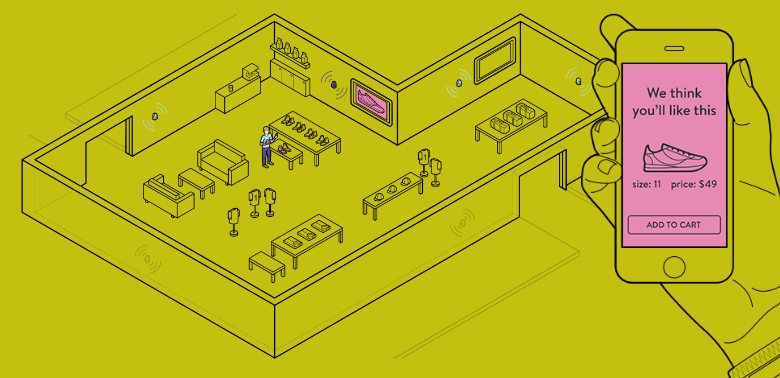 We think
you'll like this
size: 11 price: $49
ADD TO CART